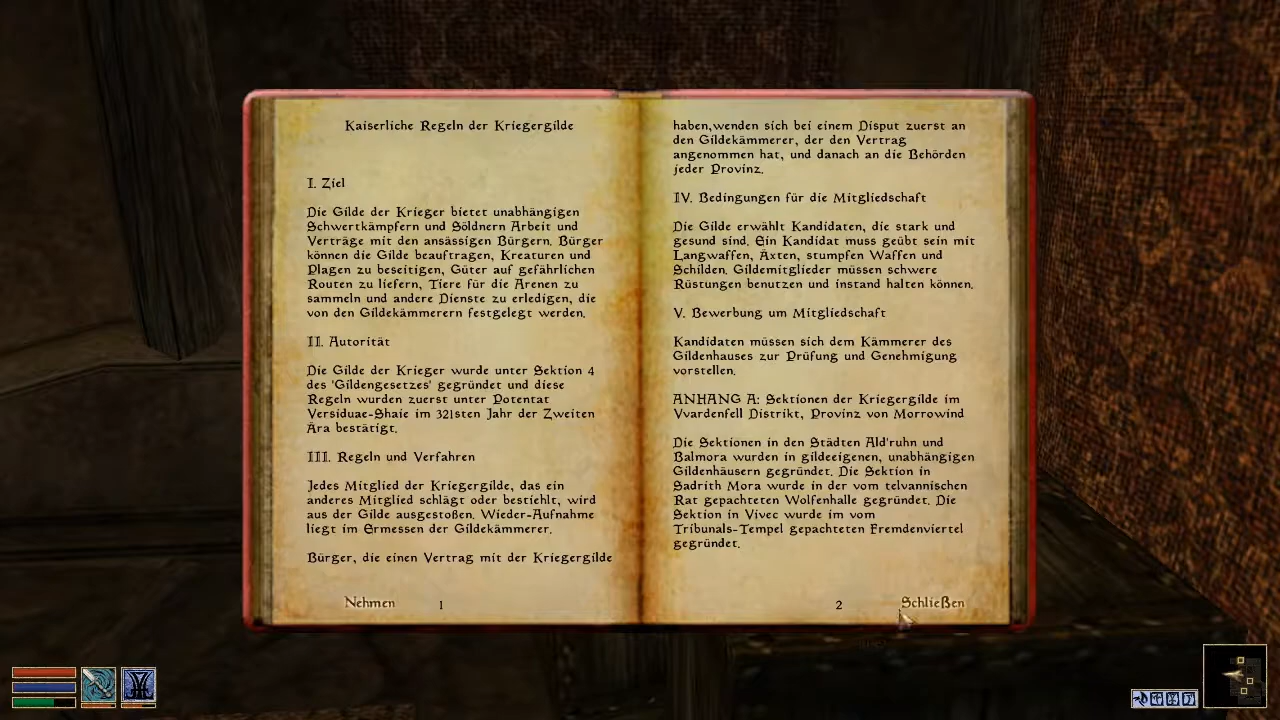 Kaiserliche Regeln der Kriegergilde
I. Ziel
Die Gilde der Krieger bietet unabhängigen
Schwertkämpfern und Söldnern Arbeit und
Verträge mit den ansässigen Bürgern. Bürger
können die Gilde beauftragen, Kreaturen und
Plagen zu beseitigen, Güter auf gefährlichen
Routen zu liefern, Tiere für die Arenen zu
sammeln und andere Dienste zu erledigen, die
von den Gildekämmerern festgelegt werden.
II. Autorität
Die Gilde der Krieger wurde unter Sektion 4
des 'Gildengesetzes' gegründet und diese
Regeln wurden zuerst unter Potentat
Versiduae-Shaie im 321sten Jahr der Zweiten
Ära bestätigt.
III. Regeln und Verfahren
Jedes Mitglied der Kriegergilde, das ein
anderes Mitglied schlägt oder bestiehlt, wird
aus der Gilde ausgestoßen. Wieder-Aufnahme
liegt im Ermessen der Gildekämmerer.
Bürger, die einen Vertrag mit der Kriegergilde
Nehmen
1
haben,wenden sich bei einem Disput zuerst an
den Gildekämmerer, der den Vertrag
angenommen hat, und danach an die Behörden
jeder Provinz.
IV. Bedingungen für die Mitgliedschaft
Die Gilde erwählt Kandidaten, die stark und
gesund sind. Ein Kandidat muss geübt sein mit
Langwaffen, Äxten, stumpfen Waffen und
Schilden. Gildemitglieder müssen schwere
Rüstungen benutzen und instand halten können.
V. Bewerbung um Mitgliedschaft
Kandidaten müssen sich dem Kämmerer des
Gildenhauses zur Prüfung und Genehmigung
vorstellen.
ANHANG A: Sektionen der Kriegergilde im
Vvardenfell Distrikt, Provinz von Morrowind
Die Sektionen in den Städten Ald'ruhn und
Balmora wurden in gildeeigenen, unabhängigen
Gildenhäusern gegründet. Die Sektion in
Sadrith Mora wurde in der vom telvannischen
Rat gepachteten Wolfenhalle gegründet. Die
Sektion in Vivec wurde im vom
Tribunals-Tempel gepachteten Fremdenviertel
gegründet.
2
Schließen